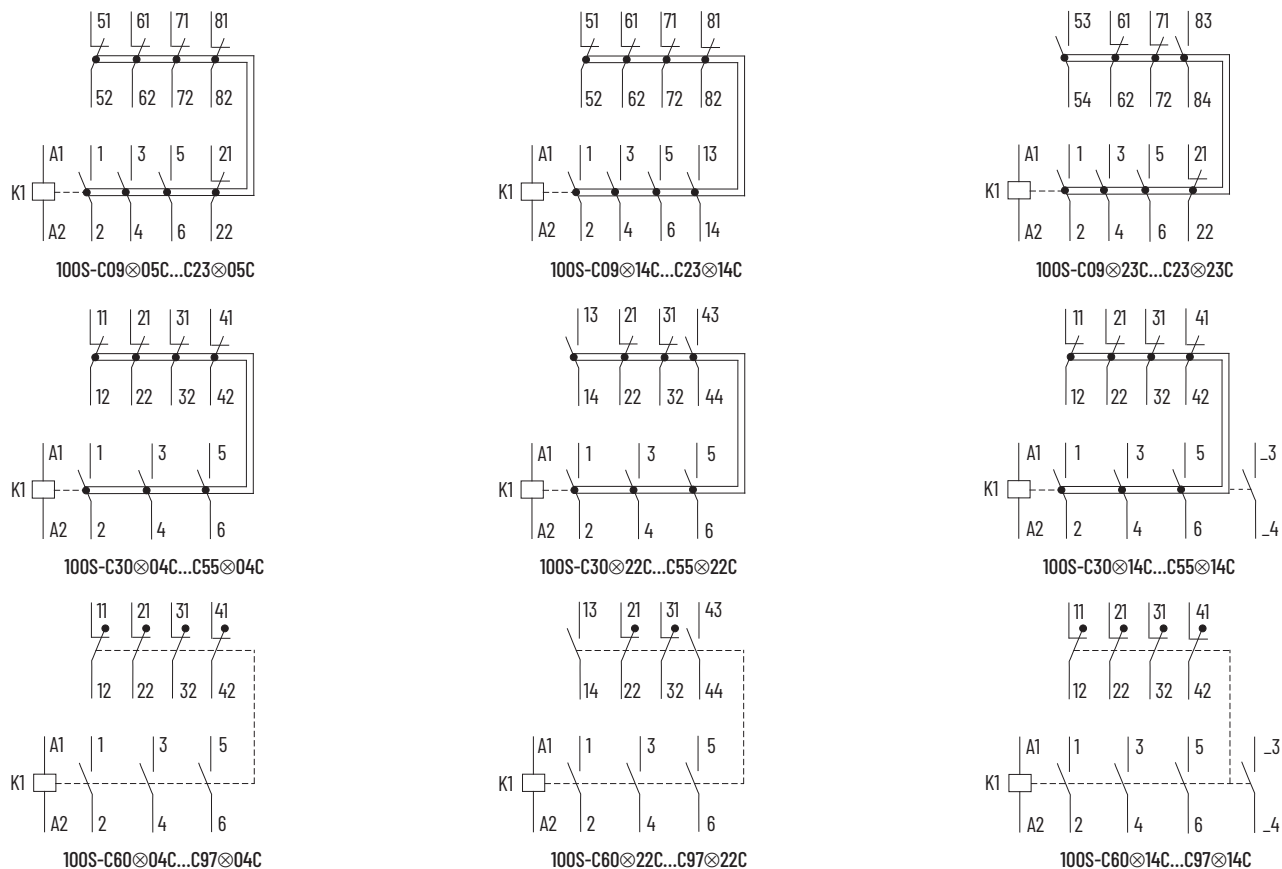 51 61 71 81
52 62 72 82
A1 1 3 5 21
K1
A2 2 4 6 22
100S-C09⊗05C...C23⊗05C
51 61 71 81
52 62 72 82
A1 1 3 5 13
K1
A2 2 4 6 14
100S-C09⊗14C...C23⊗14C
53 61 71 83
54 62 72 84
A1 1 3 5 21
K1
A2 2 4 6 22
100S-C09⊗23C...C23⊗23C
11 21 31 41
12 22 32 42
A1 1 3 5
K1
A2 2 4 6
100S-C30⊗04C...C55⊗04C
13 21 31 43
14 22 32 44
A1 1 3 5
K1
A2 2 4 6
100S-C30⊗22C...C55⊗22C
11 21 31 41
12 22 32 42
A1 1 3 5 _3
K1
A2 2 4 6 _4
100S-C30⊗14C...C55⊗14C
11 21 31 41
12 22 32 42
A1 1 3 5
K1
A2 2 4 6
100S-C60⊗04C...C97⊗04C
13 21 31 43
14 22 32 44
A1 1 3 5
K1
A2 2 4 6
100S-C60⊗22C...C97⊗22C
11 21 31 41
12 22 32 42
A1 1 3 5 _3
K1
A2 2 4 6 _4
100S-C60⊗14C...C97⊗14C